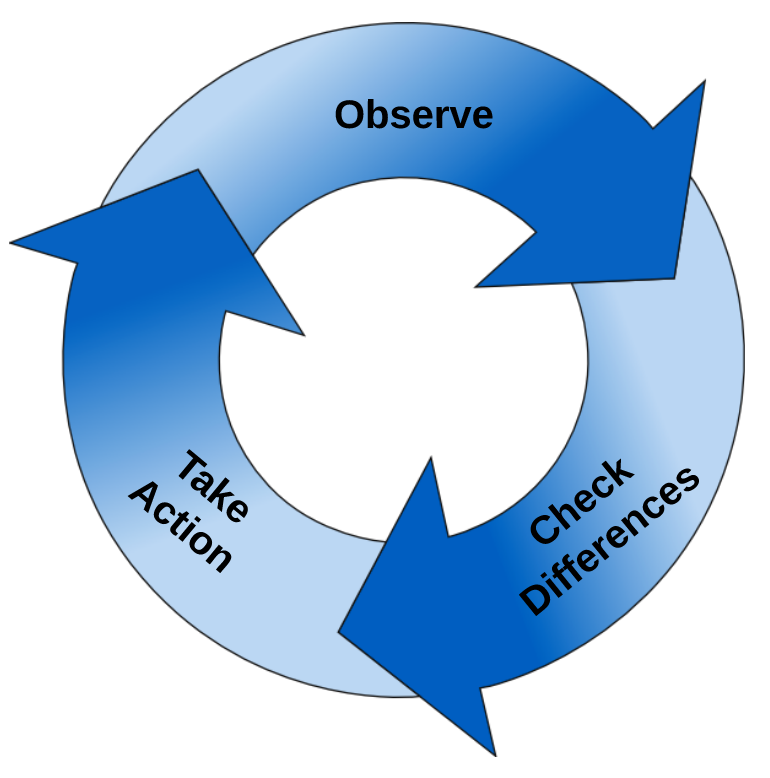 Observe
Check
Differences
Take
Action